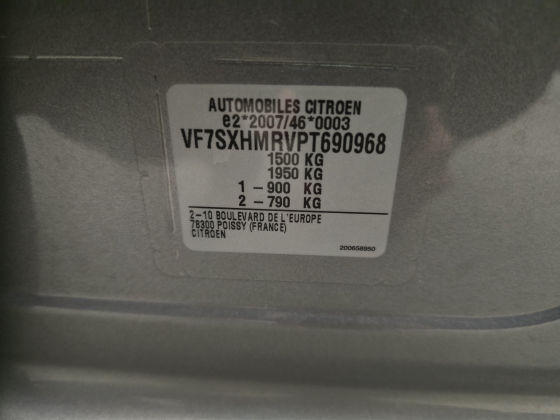 AUTOMOBILES CITROEN
e2*2007/46*0003
VF7SXHMRVPT690968
1500 KG
1950 KG
1 - 900 KG
2 - 790 KG
2-10 BOULEVARD DE L'EUROPE
78300 POISSY (FRANCE)
CITROEN
200658950